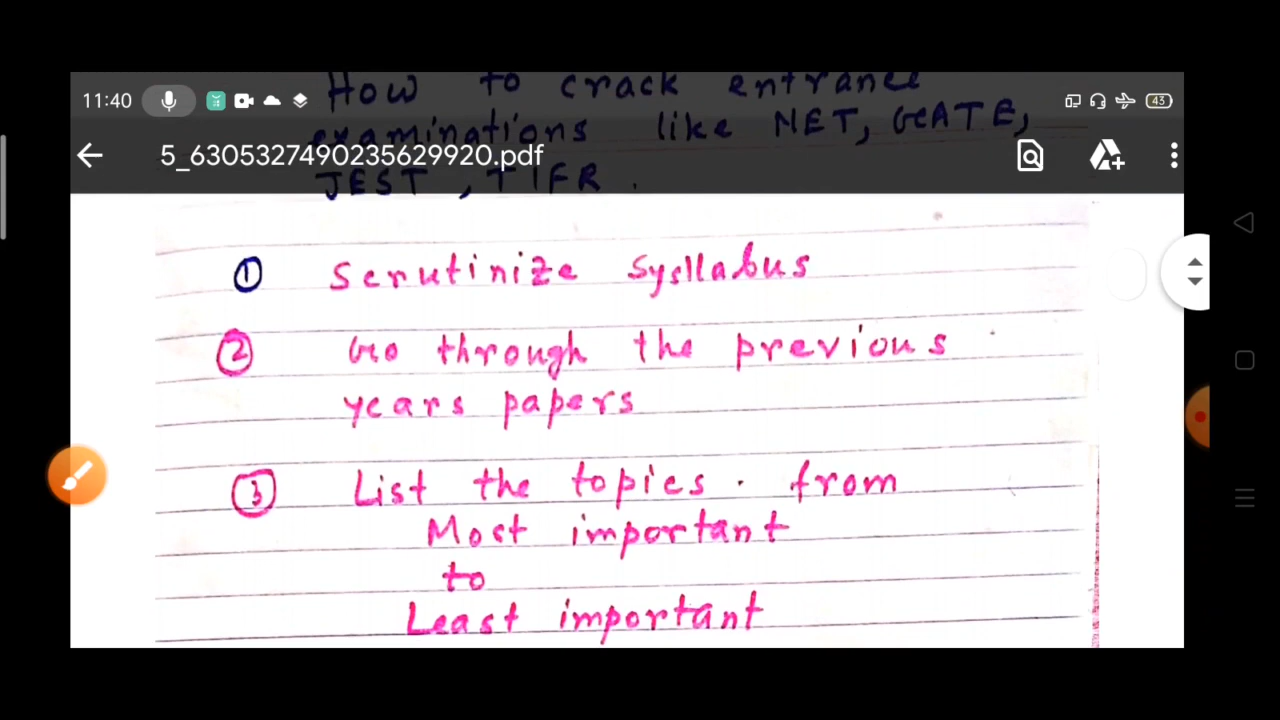 How to crack entrance
11:40
43
examinations like NET, GATE,
5_6305327490235629920.pdf
JEST, TIFR.
① Scrutinize Sysllabus
② Go through the previous
years papers
③ List the topics. from
Most important
to
Least important